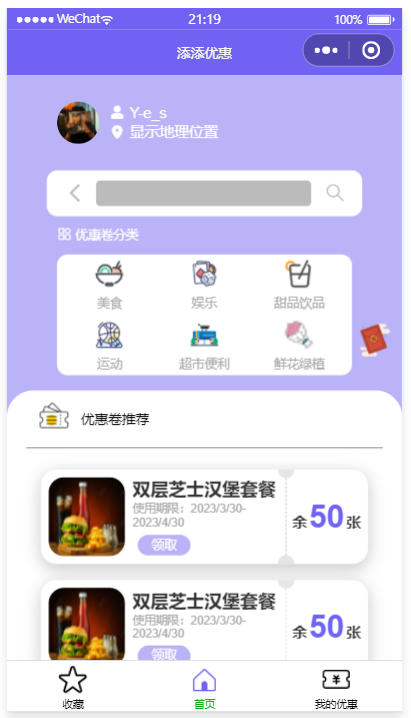 WeChat 21:19 100%
添添优惠
Y-e_s
显示地理位置
优惠卷分类
美食 娱乐 甜品饮品
运动 超市便利 鲜花绿植
优惠卷推荐
双层芝士汉堡套餐
使用期限：2023/3/30-
2023/4/30
领取
余50张
双层芝士汉堡套餐
使用期限：2023/3/30-
2023/4/30
领取
余50张
收藏 首页 我的优惠